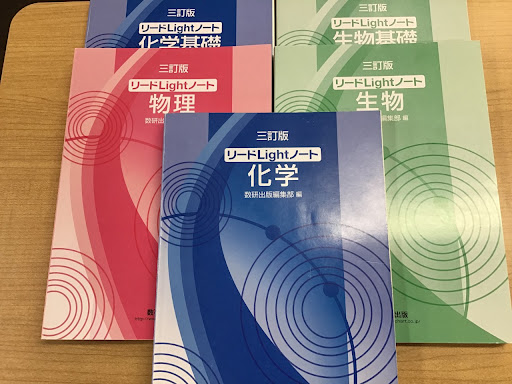 三訂版
リードLightノート
化学基礎
三訂版
リードLightノート
生物基礎
三訂版
リードLightノート
物理
数研出
三訂版
リードLightノート
生物
編集部 編
三訂版
リードLightノート
化学
数研出版編集部 編
数
出版